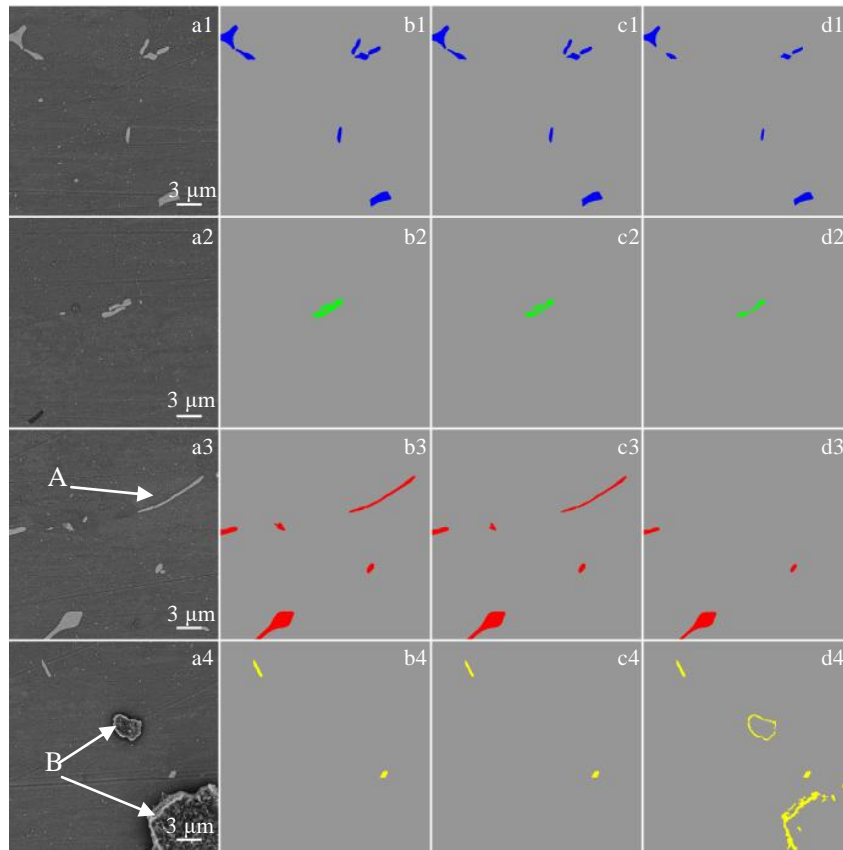 a1 b1 c1 d1
3 μm
a2 b2 c2 d2
3 μm
a3 b3 c3 d3
A
3 μm
a4 b4 c4 d4
B
3 μm